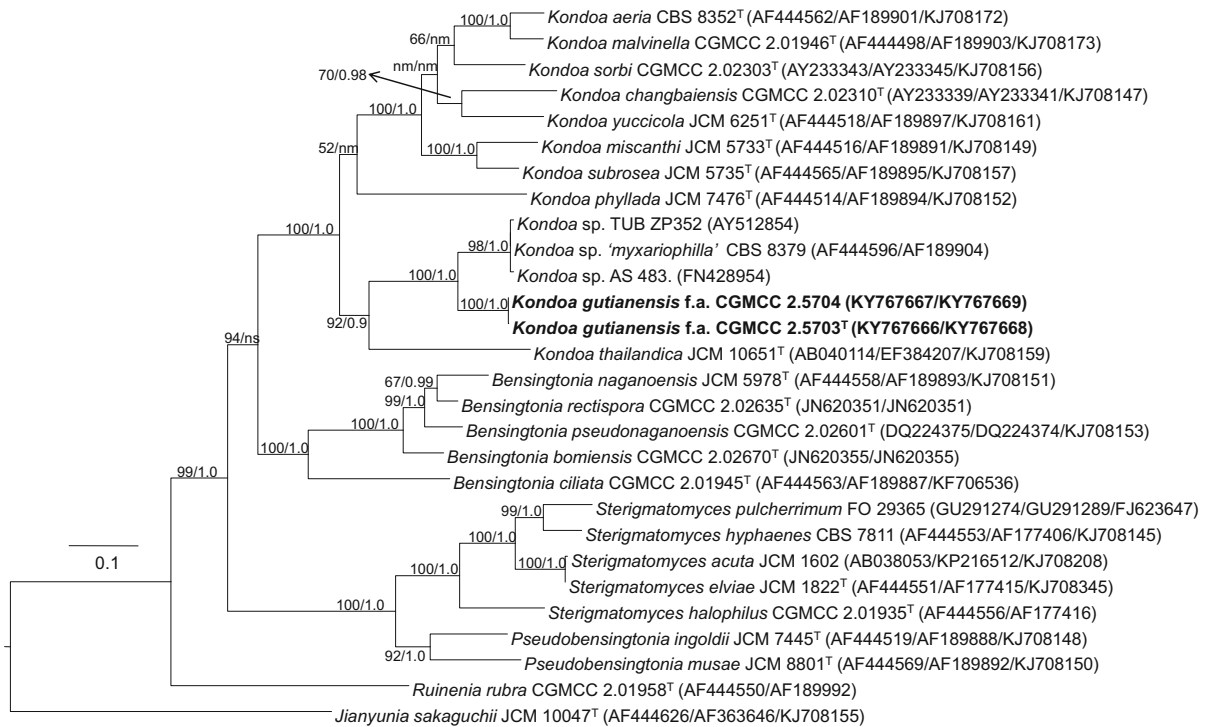 100/1.0
Kondoa aeria CBS 8352ᵀ (AF444562/AF189901/KJ708172)
66/nm
Kondoa malvinella CGMCC 2.01946ᵀ (AF444498/AF189903/KJ708173)
nm/nm
Kondoa sorbi CGMCC 2.02303ᵀ (AY233343/AY233345/KJ708156)
70/0.98
Kondoa changbaiensis CGMCC 2.02310ᵀ (AY233339/AY233341/KJ708147)
100/1.0
Kondoa yuccicola JCM 6251ᵀ (AF444518/AF189897/KJ708161)
52/nm
100/1.0
Kondoa miscanthi JCM 5733ᵀ (AF444516/AF189891/KJ708149)
Kondoa subrosea JCM 5735ᵀ (AF444565/AF189895/KJ708157)
Kondoa phyllada JCM 7476ᵀ (AF444514/AF189894/KJ708152)
100/1.0
Kondoa sp. TUB ZP352 (AY512854)
98/1.0
Kondoa sp. ‘myxariophilla’ CBS 8379 (AF444596/AF189904)
100/1.0
Kondoa sp. AS 483. (FN428954)
100/1.0
Kondoa gutianensis f.a. CGMCC 2.5704 (KY767667/KY767669)
92/0.9
Kondoa gutianensis f.a. CGMCC 2.5703ᵀ (KY767666/KY767668)
94/ns
Kondoa thailandica JCM 10651ᵀ (AB040114/EF384207/KJ708159)
67/0.99
Bensingtonia naganoensis JCM 5978ᵀ (AF444558/AF189893/KJ708151)
99/1.0
Bensingtonia rectispora CGMCC 2.02635ᵀ (JN620351/JN620351)
100/1.0
Bensingtonia pseudonaganoensis CGMCC 2.02601ᵀ (DQ224375/DQ224374/KJ708153)
100/1.0
Bensingtonia bomiensis CGMCC 2.02670ᵀ (JN620355/JN620355)
99/1.0
Bensingtonia ciliata CGMCC 2.01945ᵀ (AF444563/AF189887/KF706536)
99/1.0
Sterigmatomyces pulcherrimum FO 29365 (GU291274/GU291289/FJ623647)
100/1.0
Sterigmatomyces hyphaenes CBS 7811 (AF444553/AF177406/KJ708145)
0.1
100/1.0
100/1.0
Sterigmatomyces acuta JCM 1602 (AB038053/KP216512/KJ708208)
Sterigmatomyces elviae JCM 1822ᵀ (AF444551/AF177415/KJ708345)
100/1.0
Sterigmatomyces halophilus CGMCC 2.01935ᵀ (AF444556/AF177416)
Pseudobensingtonia ingoldii JCM 7445ᵀ (AF444519/AF189888/KJ708148)
92/1.0
Pseudobensingtonia musae JCM 8801ᵀ (AF444569/AF189892/KJ708150)
Ruinenia rubra CGMCC 2.01958ᵀ (AF444550/AF189992)
Jianyunia sakaguchii JCM 10047ᵀ (AF444626/AF363646/KJ708155)